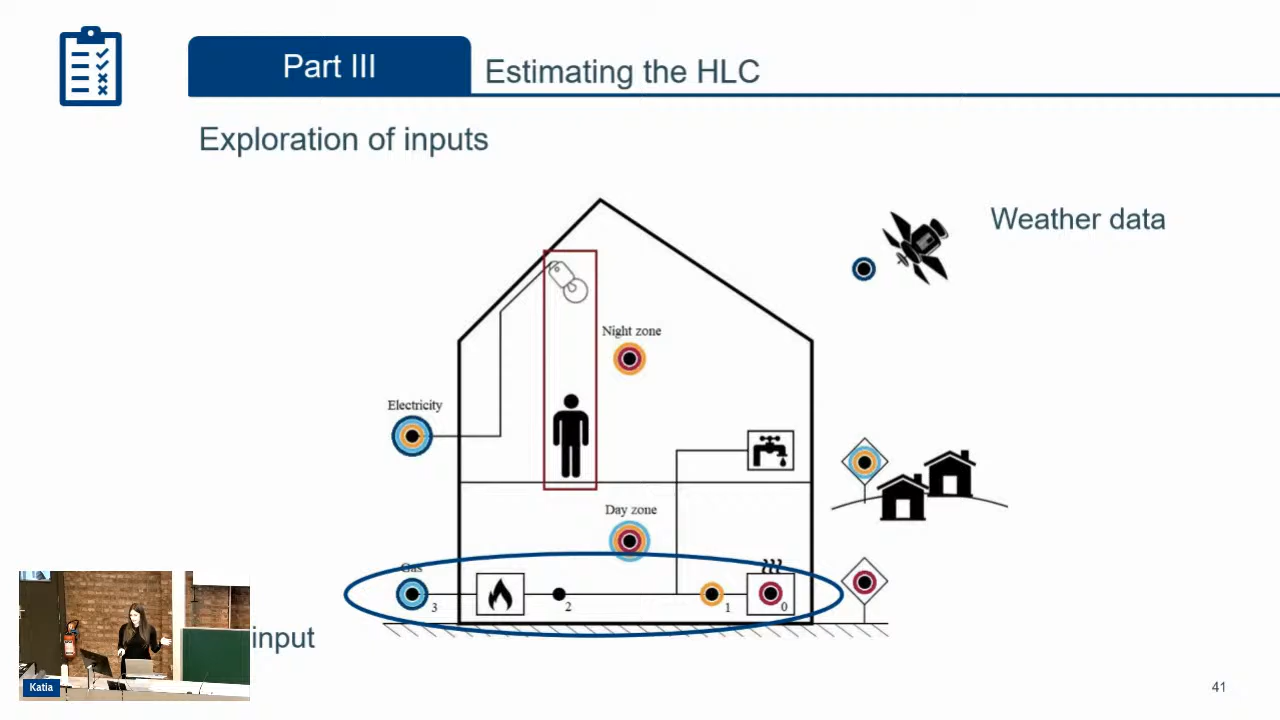 Part III
Estimating the HLC
Exploration of inputs
Weather data
Night zone
Electricity
Day zone
Gas
3
2
1
0
input
Katia
41